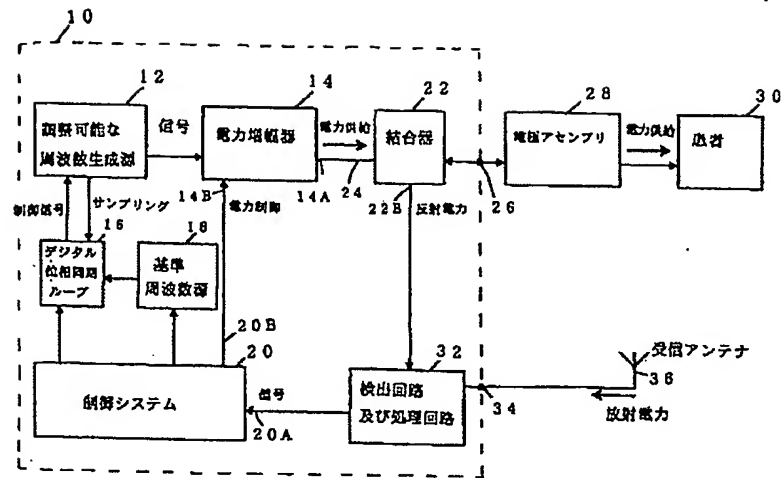 10
12
調整可能な
周波数生成源
信号
14
電力増幅器
電力供給
14A
24
22
結合器
26
28
電極アセンブリ
電力供給
30
患者
14B
電力制御
22B
反射電力
制御信号
サンプリング
16
デジタル
位相同期
ループ
18
基準
周波数源
20B
20
制御システム
信号
20A
32
検出回路
及び処理回路
34
受信アンテナ
36
放射電力